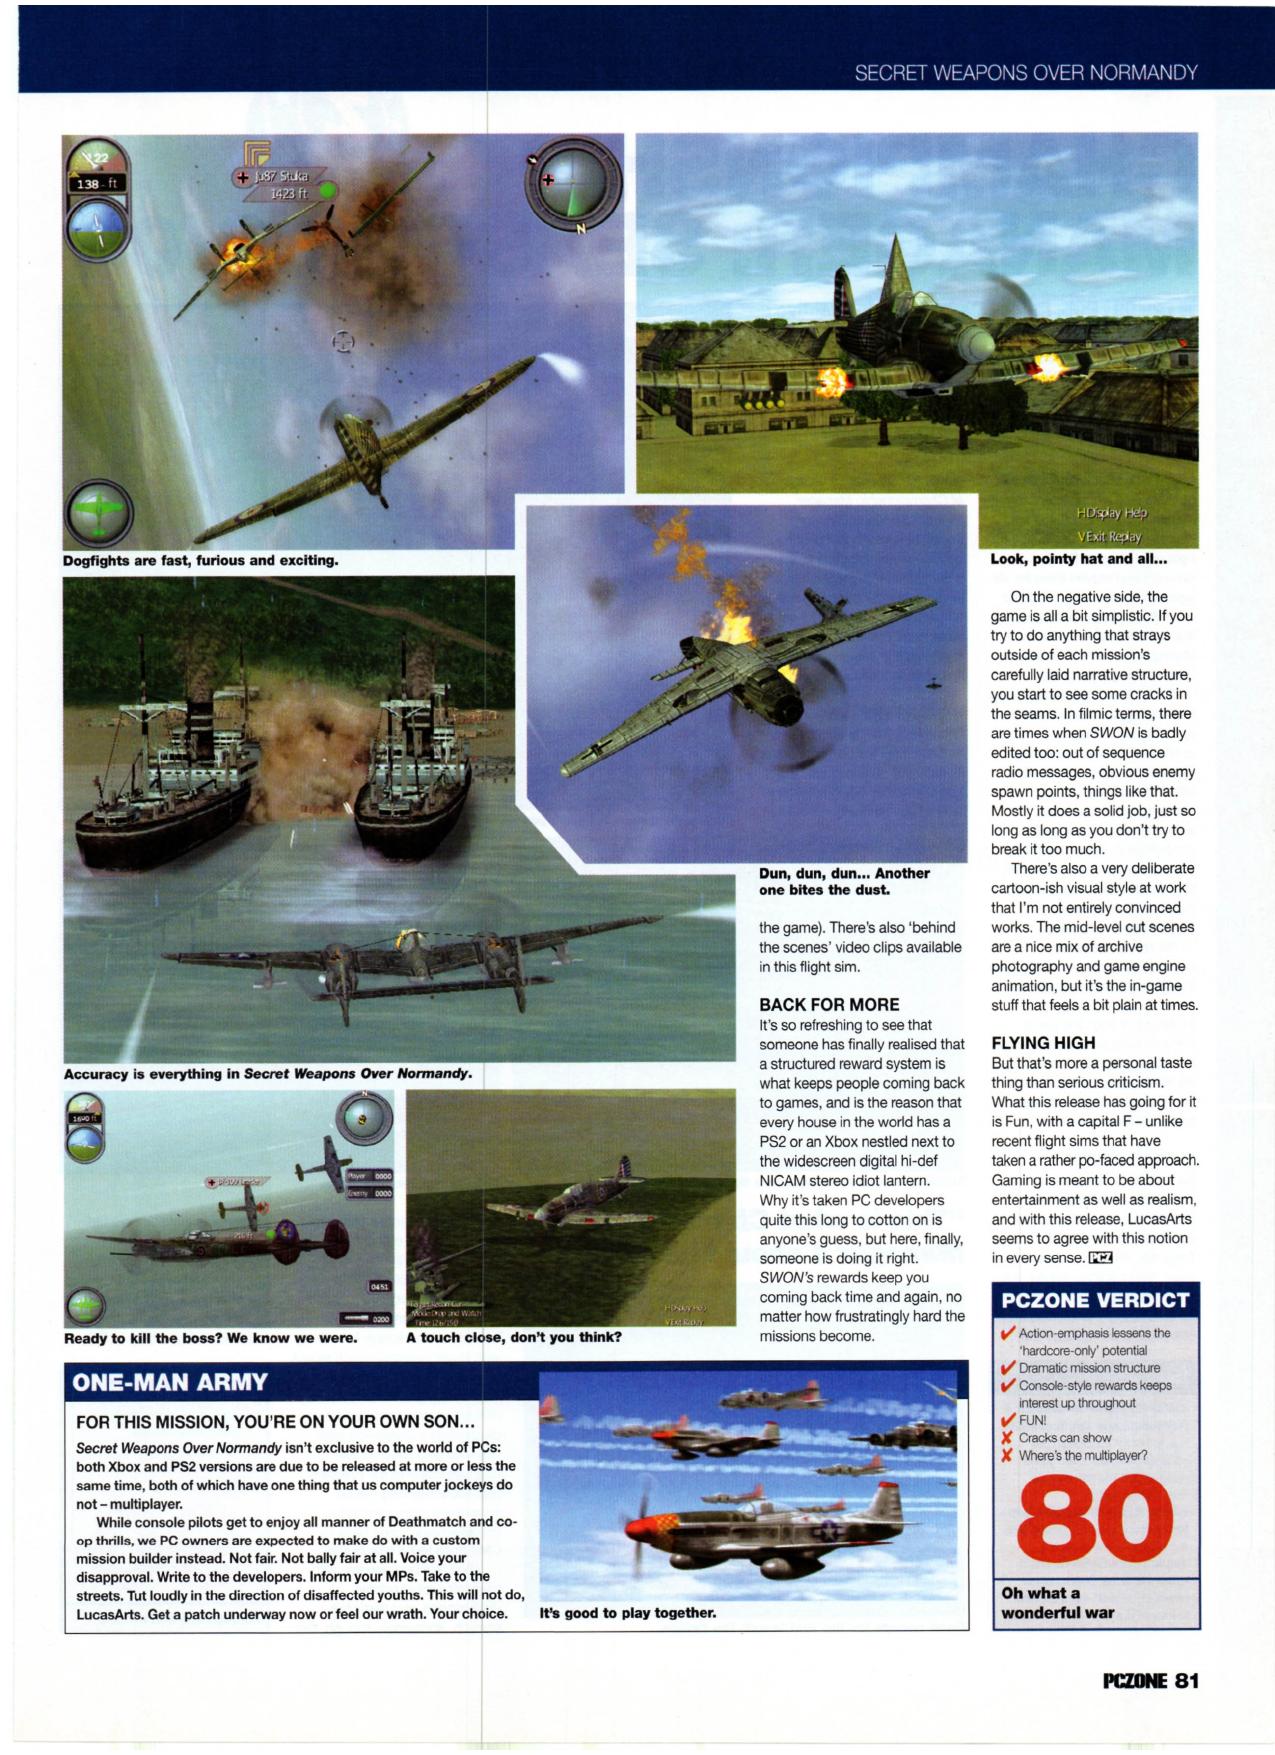 SECRET WEAPONS OVER NORMANDY
122
138 - ft
Ju87 Stuka
1423 ft
N
Dogfights are fast, furious and exciting.
H Display Help
V Exit Replay
Look, pointy hat and all...
Dun, dun, dun... Another
one bites the dust.
Accuracy is everything in Secret Weapons Over Normandy.
N
Player 0000
Enemy 0000
0451
0200
Ready to kill the boss? We know we were.
H Display Help
V Exit Replay
A touch close, don't you think?
the game). There's also 'behind
the scenes' video clips available
in this flight sim.
BACK FOR MORE
It's so refreshing to see that
someone has finally realised that
a structured reward system is
what keeps people coming back
to games, and is the reason that
every house in the world has a
PS2 or an Xbox nestled next to
the widescreen digital hi-def
NICAM stereo idiot lantern.
Why it's taken PC developers
quite this long to cotton on is
anyone's guess, but here, finally,
someone is doing it right.
SWON's rewards keep you
coming back time and again, no
matter how frustratingly hard the
missions become.
On the negative side, the
game is all a bit simplistic. If you
try to do anything that strays
outside of each mission's
carefully laid narrative structure,
you start to see some cracks in
the seams. In filmic terms, there
are times when SWON is badly
edited too: out of sequence
radio messages, obvious enemy
spawn points, things like that.
Mostly it does a solid job, just so
long as long as you don't try to
break it too much.
There's also a very deliberate
cartoon-ish visual style at work
that I'm not entirely convinced
works. The mid-level cut scenes
are a nice mix of archive
photography and game engine
animation, but it's the in-game
stuff that feels a bit plain at times.
FLYING HIGH
But that's more a personal taste
thing than serious criticism.
What this release has going for it
is Fun, with a capital F – unlike
recent flight sims that have
taken a rather po-faced approach.
Gaming is meant to be about
entertainment as well as realism,
and with this release, LucasArts
seems to agree with this notion
in every sense. PCZ
ONE-MAN ARMY
FOR THIS MISSION, YOU'RE ON YOUR OWN SON...
Secret Weapons Over Normandy isn't exclusive to the world of PCs:
both Xbox and PS2 versions are due to be released at more or less the
same time, both of which have one thing that us computer jockeys do
not – multiplayer.
While console pilots get to enjoy all manner of Deathmatch and co-
op thrills, we PC owners are expected to make do with a custom
mission builder instead. Not fair. Not bally fair at all. Voice your
disapproval. Write to the developers. Inform your MPs. Take to the
streets. Tut loudly in the direction of disaffected youths. This will not do,
LucasArts. Get a patch underway now or feel our wrath. Your choice.
It's good to play together.
PCZONE VERDICT
✔ Action-emphasis lessens the
'hardcore-only' potential
✔ Dramatic mission structure
✔ Console-style rewards keeps
interest up throughout
✔ FUN!
✘ Cracks can show
✘ Where's the multiplayer?
80
Oh what a
wonderful war
PCZONE 81